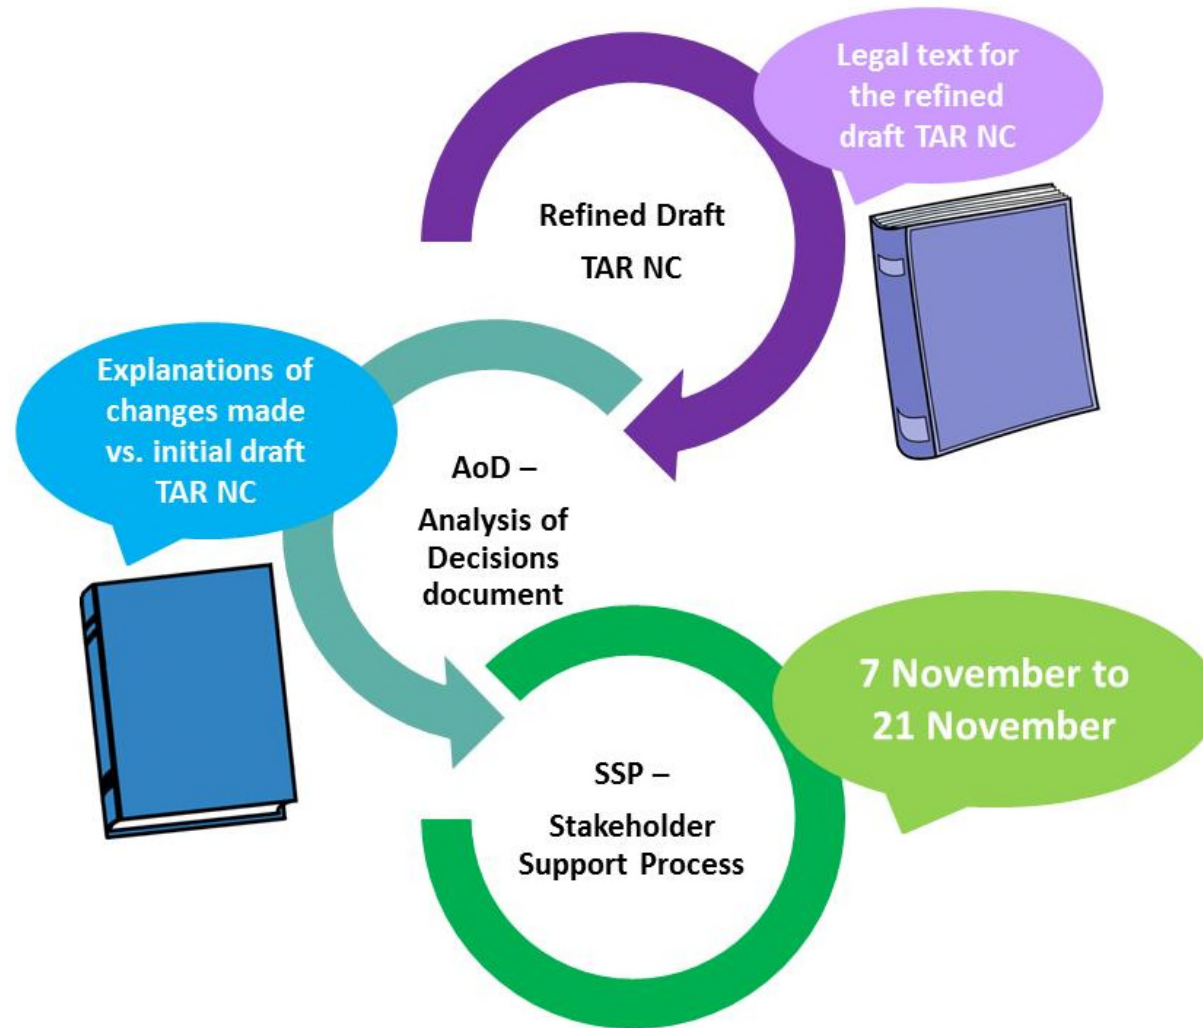 Legal text for
the refined
draft TAR NC
Refined Draft
TAR NC
Explanations of
changes made
vs. initial draft
TAR NC
AoD –
Analysis of
Decisions
document
7 November to
21 November
SSP –
Stakeholder
Support Process